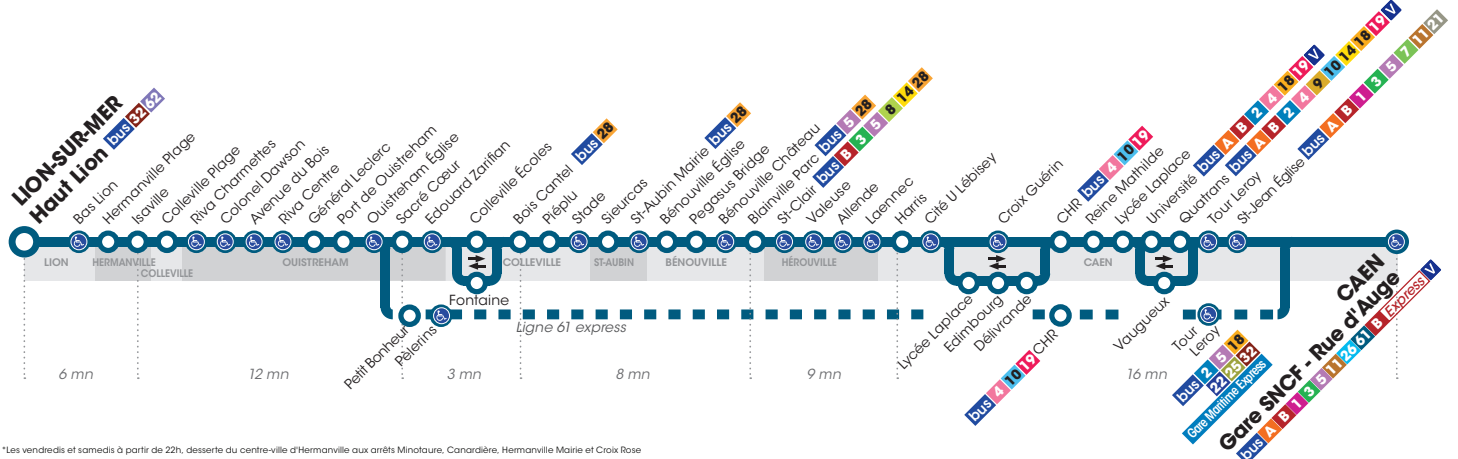 LION-SUR-MER
Haut Lion bus 32 62
Bas Lion
Hermanville Plage
Isaville
Colleville Plage
Riva Charmettes
Colonel Dawson
Avenue du Bois
Riva Centre
Général Leclerc
Port de Ouistreham
Ouistreham Église
Sacré Cœur
Edouard Zarifian
Colleville Écoles
Bois Cantel bus 28
Piéplu
Stade
Sieurcas
St-Aubin Mairie bus 28
Bénouville Église
Pegasus Bridge
Bénouville Château
Blainville Parc bus 5 28
St-Clair bus B 3 5 8 14 28
Valeuse
Allende
Laennec
Harris
Cité U Lébisey
Croix Guérin
CHR bus 4 10 19
Reine Mathilde
Lycée Laplace
Université bus A B 2 4 18 19 V
Quatrans bus A B 2 4 9 10 14 18 19 V
Tour Leroy
St-Jean Église bus A B 1 3 5 7 11 21
LION
HERMANVILLE
COLLEVILLE
OUISTREHAM
COLLEVILLE
ST-AUBIN
BÉNOUVILLE
HÉROUVILLE
CAEN
Fontaine
Lycée Laplace
Edimbourg
Délivrande
Vaugueux
Petit Bonheur
Pèlerins
Ligne 61 express
CHR
bus 4 10 19
Tour
Leroy
bus 2 5 18
22 25 32
Gare Maritime Express
CAEN
Gare SNCF - Rue d'Auge
bus A B 1 3 5 11 26 61 B Express V
6 mn
12 mn
3 mn
8 mn
9 mn
16 mn
*Les vendredis et samedis à partir de 22h, desserte du centre-ville d'Hermanville aux arrêts Minotaure, Canardière, Hermanville Mairie et Croix Rose